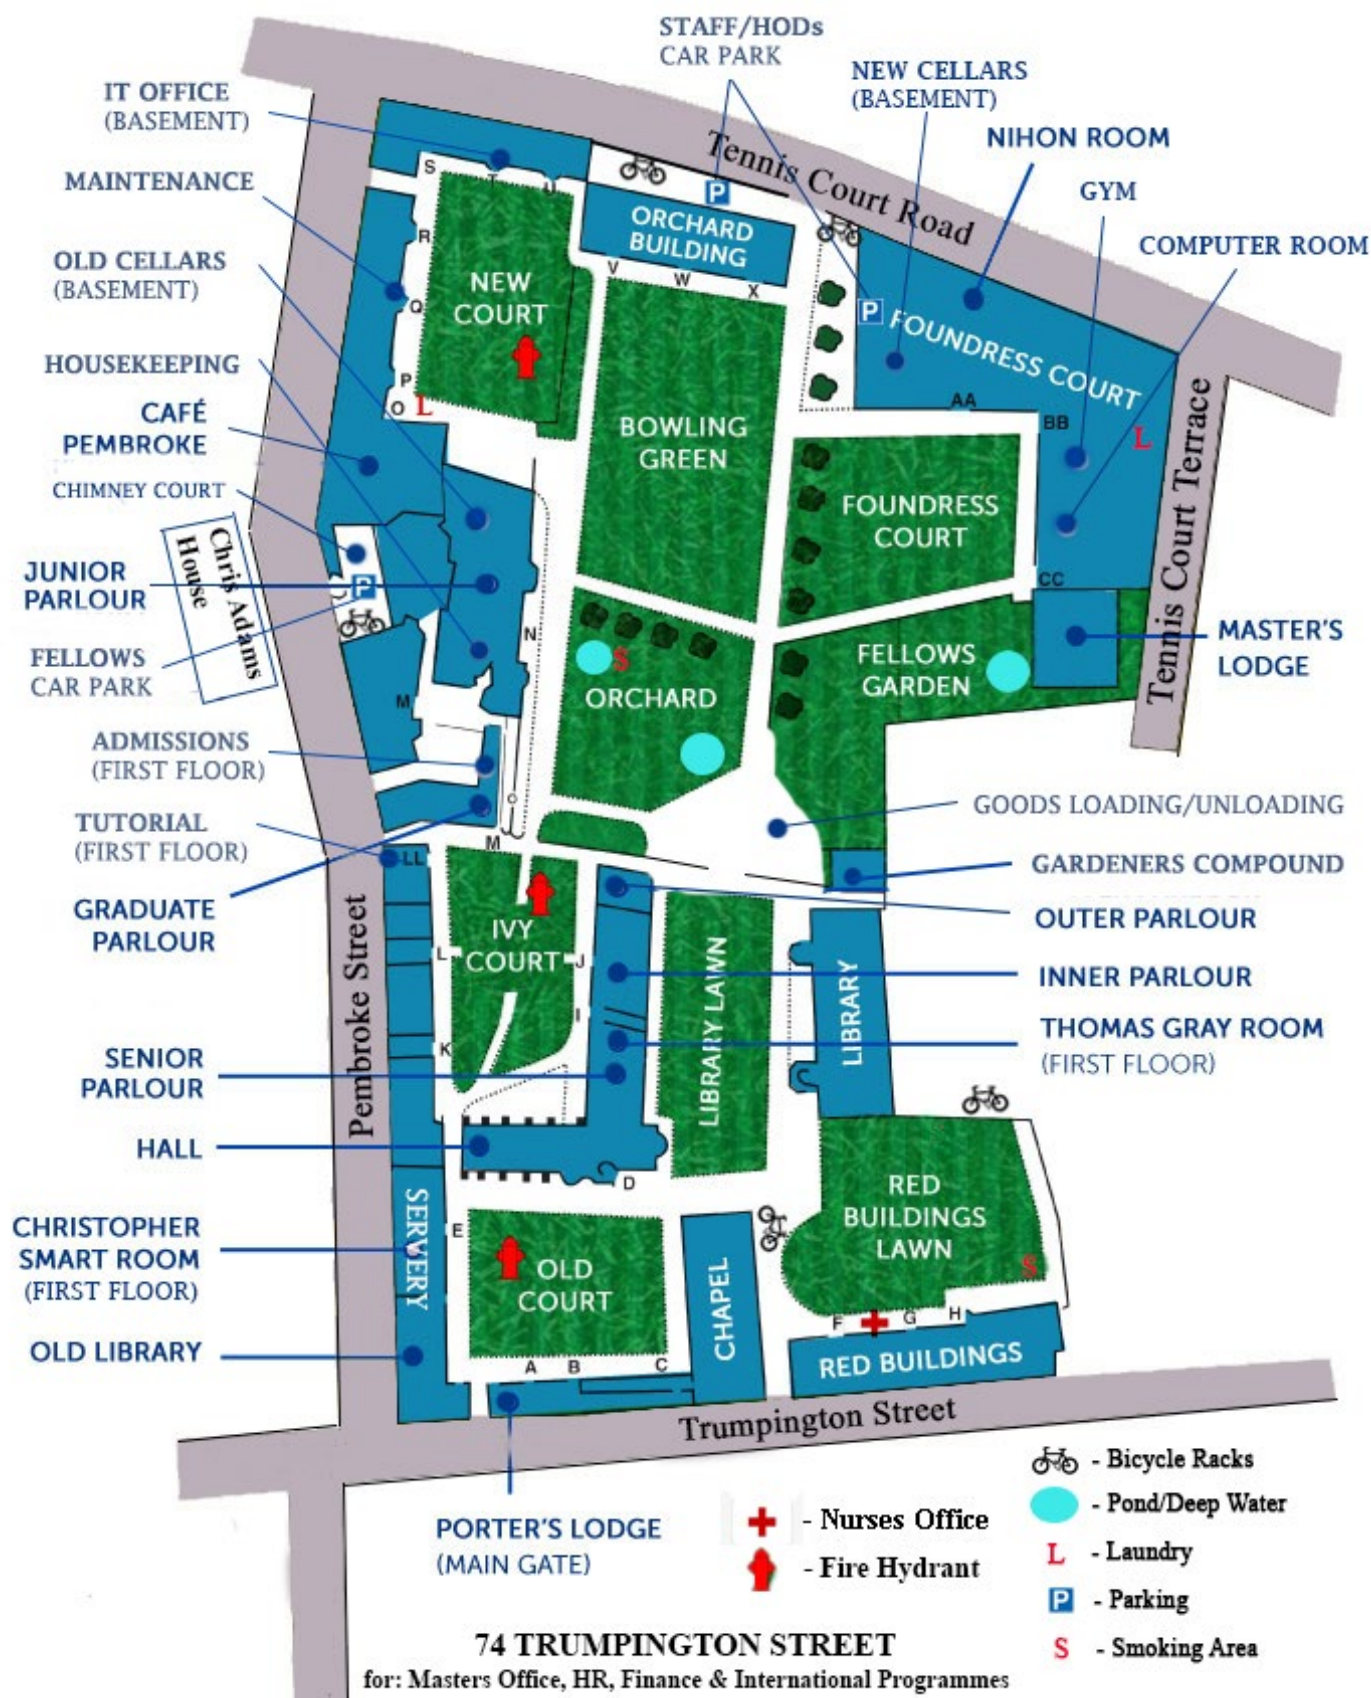 STAFF/HODs
CAR PARK
NEW CELLARS
(BASEMENT)
IT OFFICE
(BASEMENT)
NIHON ROOM
Tennis Court Road
MAINTENANCE
GYM
COMPUTER ROOM
OLD CELLARS
(BASEMENT)
S
T
U
R
Q
P
O
L
NEW
COURT
P
ORCHARD
BUILDING
V
W
X
P
FOUNDRESS COURT
AA
BB
CC
L
HOUSEKEEPING
CAFÉ
PEMBROKE
CHIMNEY COURT
Chris Adams
House
P
JUNIOR
PARLOUR
FELLOWS
CAR PARK
BOWLING
GREEN
FOUNDRESS
COURT
Tennis Court Terrace
N
M
S
ORCHARD
FELLOWS
GARDEN
MASTER'S
LODGE
ADMISSIONS
(FIRST FLOOR)
TUTORIAL
(FIRST FLOOR)
GRADUATE
PARLOUR
O
M
LL
GOODS LOADING/UNLOADING
GARDENERS COMPOUND
OUTER PARLOUR
INNER PARLOUR
THOMAS GRAY ROOM
(FIRST FLOOR)
Pembroke Street
IVY
COURT
L
J
I
K
LIBRARY LAWN
LIBRARY
SENIOR
PARLOUR
HALL
D
CHRISTOPHER
SMART ROOM
(FIRST FLOOR)
SERVERY
E
OLD
COURT
A
B
C
CHAPEL
RED
BUILDINGS
LAWN
S
F
G
H
RED BUILDINGS
OLD LIBRARY
Trumpington Street
PORTER'S LODGE
(MAIN GATE)
- Nurses Office
- Fire Hydrant
- Bicycle Racks
- Pond/Deep Water
L - Laundry
P - Parking
S - Smoking Area
74 TRUMPINGTON STREET
for: Masters Office, HR, Finance & International Programmes